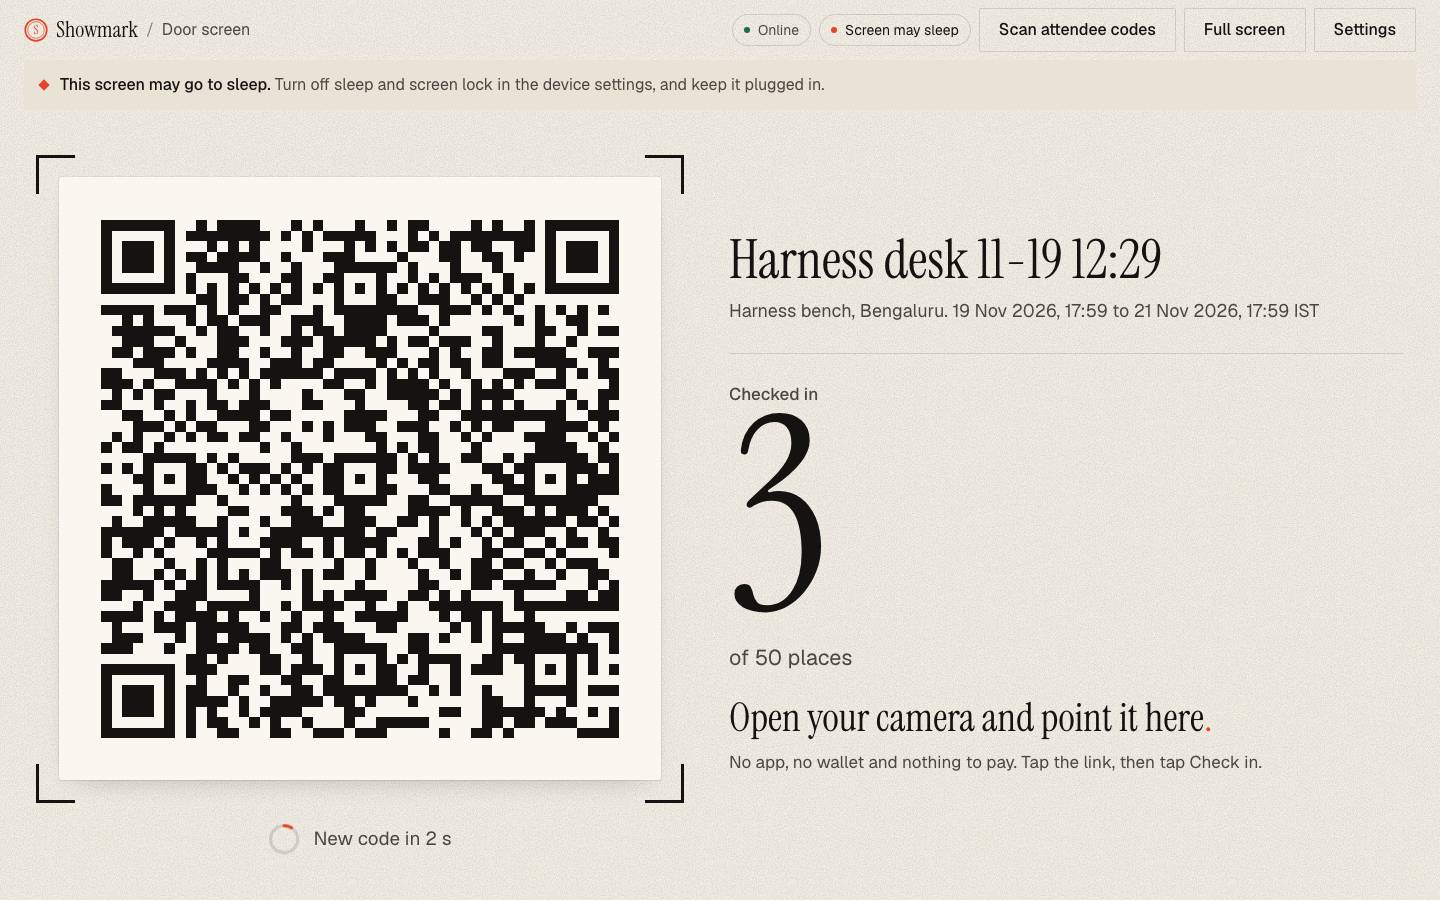 S Showmark / Door screen
Online
Screen may sleep
Scan attendee codes
Full screen
Settings
This screen may go to sleep. Turn off sleep and screen lock in the device settings, and keep it plugged in.
Harness desk 11-19 12:29
Harness bench, Bengaluru. 19 Nov 2026, 17:59 to 21 Nov 2026, 17:59 IST
Checked in
3
of 50 places
Open your camera and point it here.
No app, no wallet and nothing to pay. Tap the link, then tap Check in.
New code in 2 s